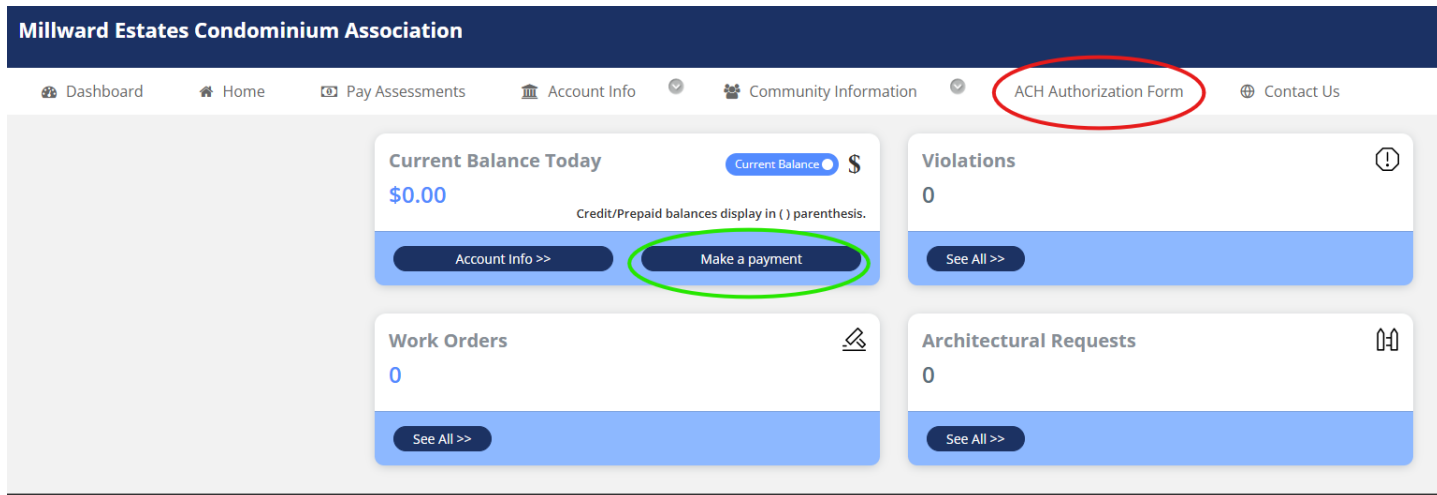 Millward Estates Condominium Association
Dashboard Home Pay Assessments Account Info Community Information ACH Authorization Form Contact Us
Current Balance Today Current Balance $
$0.00
Credit/Prepaid balances display in ( ) parenthesis.
Account Info >> Make a payment
Violations
0
See All >>
Work Orders
0
See All >>
Architectural Requests
0
See All >>